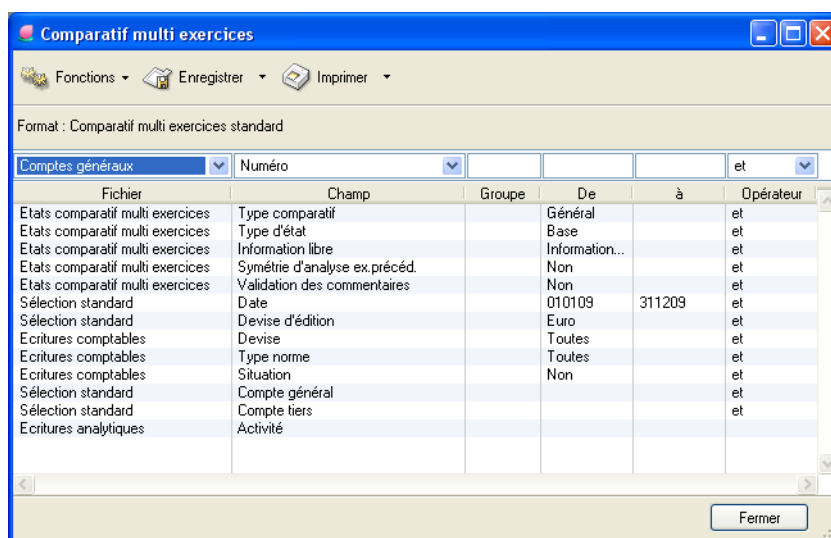 Comparatif multi exercices
Fonctions Enregistrer Imprimer
Format : Comparatif multi exercices standard
Comptes généraux Numéro et
Fichier Champ Groupe De à Opérateur
Etats comparatif multi exercices Type comparatif Général et
Etats comparatif multi exercices Type d'état Base et
Etats comparatif multi exercices Information libre Information... et
Etats comparatif multi exercices Symétrie d'analyse ex.précéd. Non et
Etats comparatif multi exercices Validation des commentaires Non et
Sélection standard Date 010109 311209 et
Sélection standard Devise d'édition Euro et
Ecritures comptables Devise Toutes et
Ecritures comptables Type norme Toutes et
Ecritures comptables Situation Non et
Sélection standard Compte général et
Sélection standard Compte tiers et
Ecritures analytiques Activité
Fermer